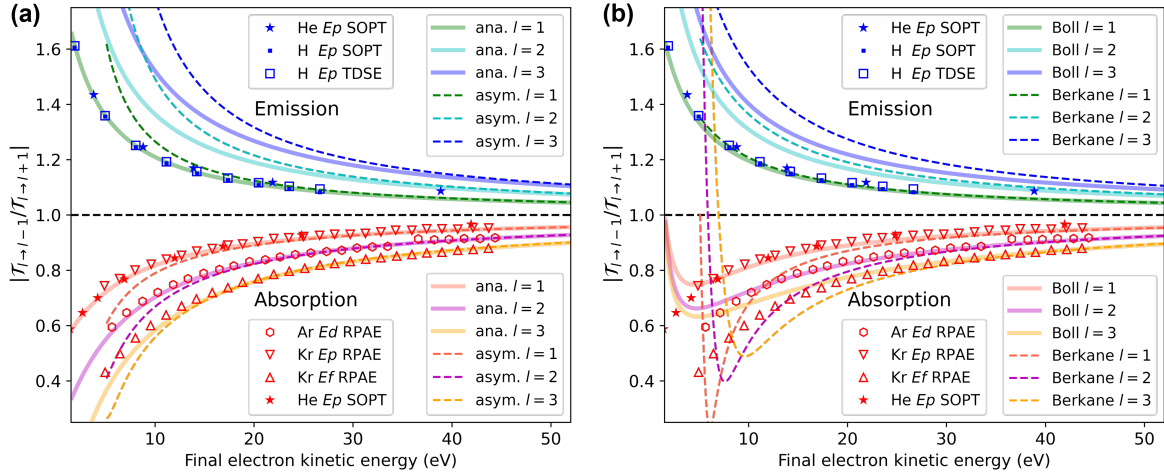 (a)
|𝒯ₗ→ₗ₋₁/𝒯ₗ→ₗ₊₁|
1.6
1.4
1.2
1.0
0.8
0.6
0.4
He Ep SOPT
H Ep SOPT
H Ep TDSE
ana. l = 1
ana. l = 2
ana. l = 3
asym. l = 1
asym. l = 2
asym. l = 3
Emission
Absorption
Ar Ed RPAE
Kr Ep RPAE
Kr Ef RPAE
He Ep SOPT
ana. l = 1
ana. l = 2
ana. l = 3
asym. l = 1
asym. l = 2
asym. l = 3
10 20 30 40 50
Final electron kinetic energy (eV)
(b)
|𝒯ₗ→ₗ₋₁/𝒯ₗ→ₗ₊₁|
1.6
1.4
1.2
1.0
0.8
0.6
0.4
He Ep SOPT
H Ep SOPT
H Ep TDSE
Boll l = 1
Boll l = 2
Boll l = 3
Berkane l = 1
Berkane l = 2
Berkane l = 3
Emission
Absorption
Ar Ed RPAE
Kr Ep RPAE
Kr Ef RPAE
He Ep SOPT
Boll l = 1
Boll l = 2
Boll l = 3
Berkane l = 1
Berkane l = 2
Berkane l = 3
10 20 30 40 50
Final electron kinetic energy (eV)